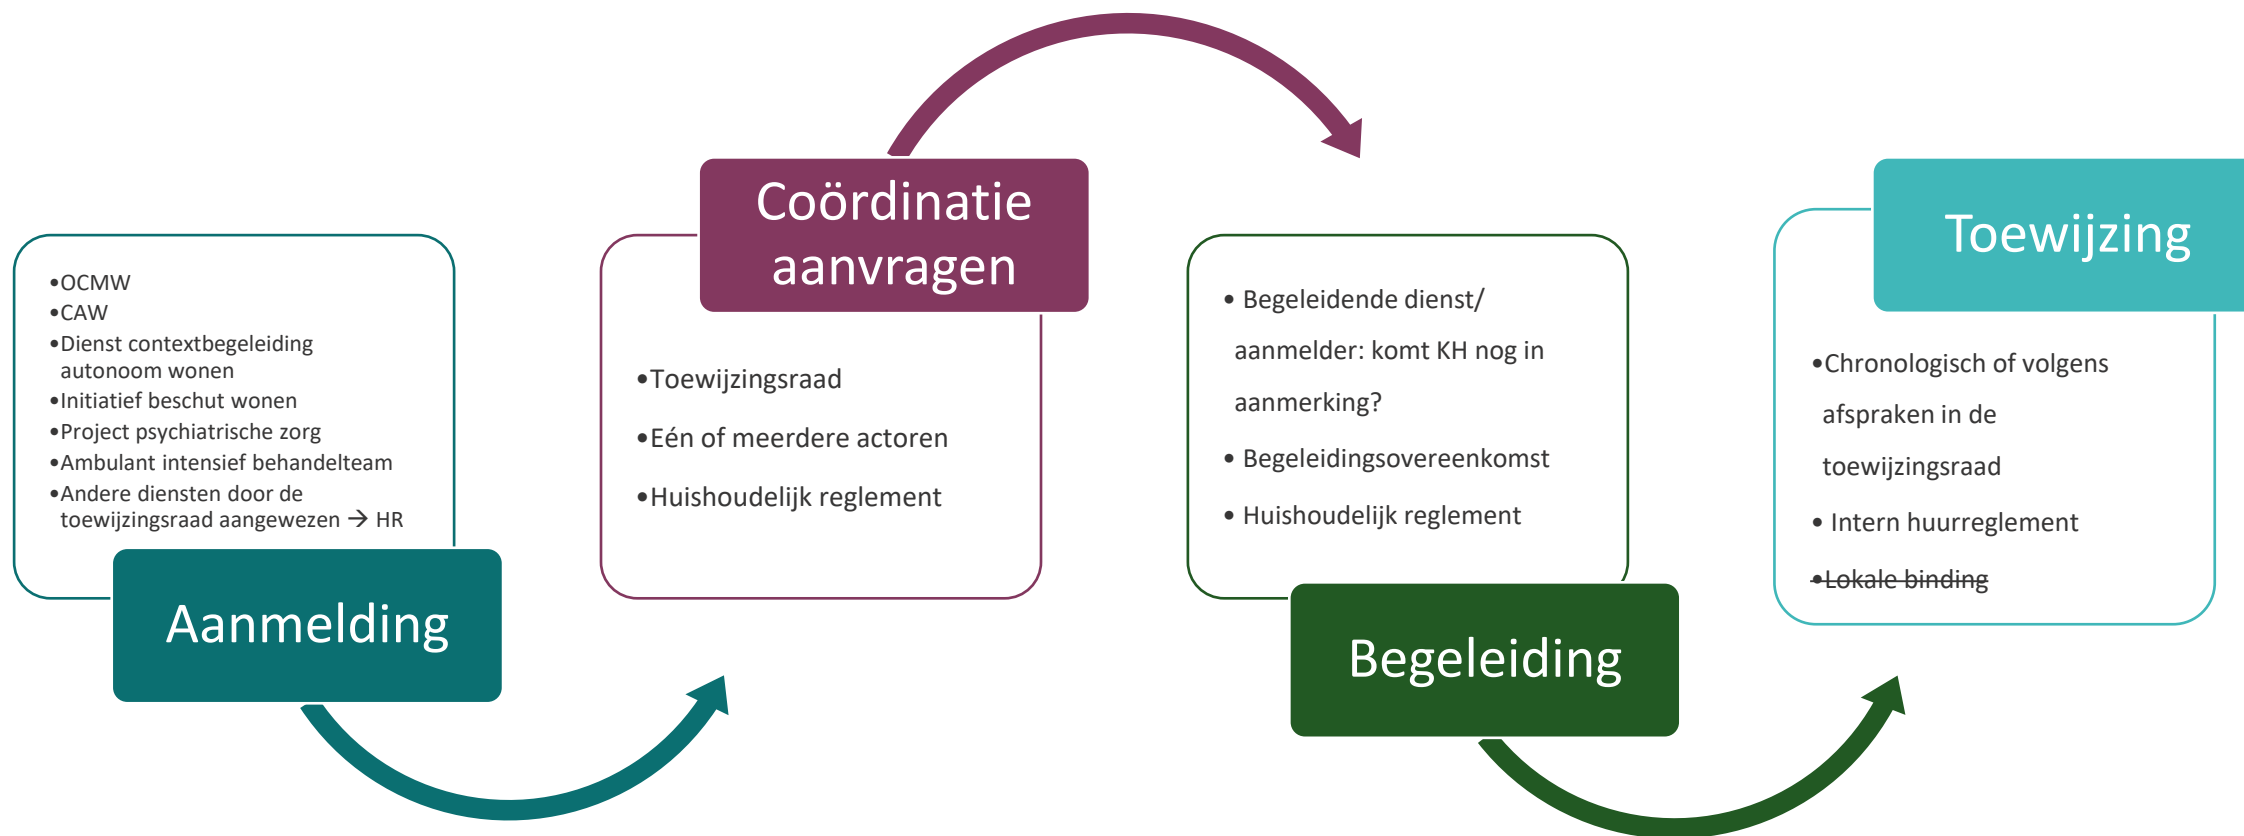 •OCMW
•CAW
•Dienst contextbegeleiding
autonoom wonen
•Initiatief beschut wonen
•Project psychiatrische zorg
•Ambulant intensief behandelteam
•Andere diensten door de
toewijzingsraad aangewezen → HR
Aanmelding
Coördinatie
aanvragen
•Toewijzingsraad
•Eén of meerdere actoren
•Huishoudelijk reglement
• Begeleidende dienst/
aanmelder: komt KH nog in
aanmerking?
• Begeleidingsovereenkomst
• Huishoudelijk reglement
Begeleiding
Toewijzing
•Chronologisch of volgens
afspraken in de
toewijzingsraad
• Intern huurreglement
•Lokale binding